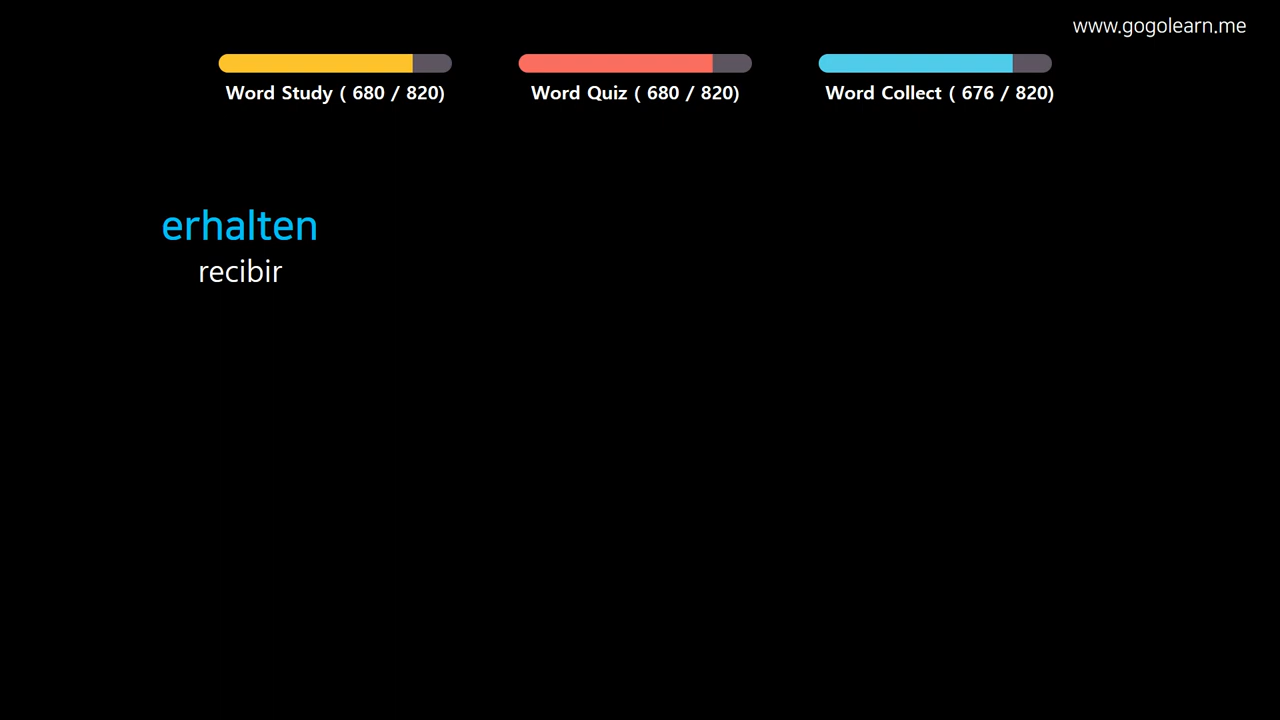 www.gogolearn.me
Word Study ( 680 / 820)
Word Quiz ( 680 / 820)
Word Collect ( 676 / 820)
erhalten
recibir